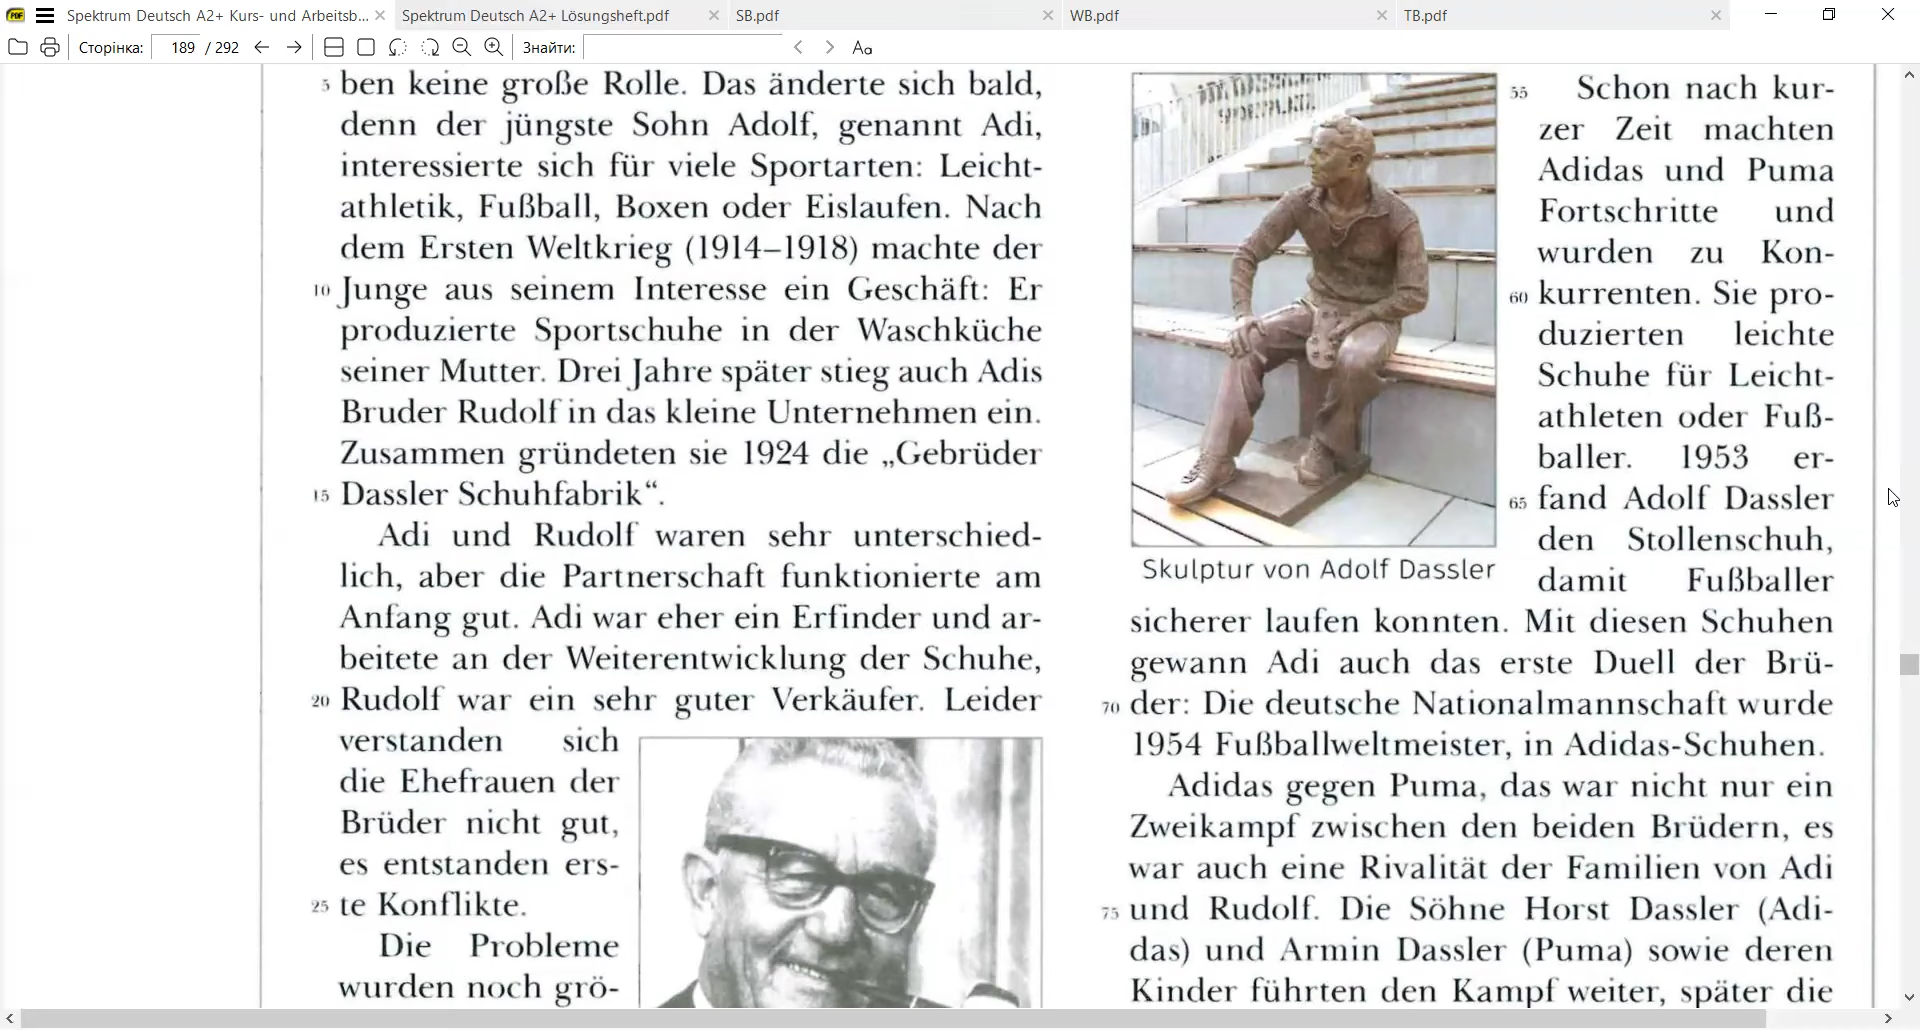 Spektrum Deutsch A2+ Kurs- und Arbeitsb...
Spektrum Deutsch A2+ Lösungsheft.pdf
SB.pdf
WB.pdf
TB.pdf
Сторінка: 189 / 292
Знайти:
Aa
5 ben keine große Rolle. Das änderte sich bald,
denn der jüngste Sohn Adolf, genannt Adi,
interessierte sich für viele Sportarten: Leicht-
athletik, Fußball, Boxen oder Eislaufen. Nach
dem Ersten Weltkrieg (1914–1918) machte der
10 Junge aus seinem Interesse ein Geschäft: Er
produzierte Sportschuhe in der Waschküche
seiner Mutter. Drei Jahre später stieg auch Adis
Bruder Rudolf in das kleine Unternehmen ein.
Zusammen gründeten sie 1924 die „Gebrüder
15 Dassler Schuhfabrik“.
Adi und Rudolf waren sehr unterschied-
lich, aber die Partnerschaft funktionierte am
Anfang gut. Adi war eher ein Erfinder und ar-
beitete an der Weiterentwicklung der Schuhe,
20 Rudolf war ein sehr guter Verkäufer. Leider
verstanden sich
die Ehefrauen der
Brüder nicht gut,
es entstanden ers-
25 te Konflikte.
Die Probleme
wurden noch grö-
Skulptur von Adolf Dassler
55 Schon nach kur-
zer Zeit machten
Adidas und Puma
Fortschritte und
wurden zu Kon-
60 kurrenten. Sie pro-
duzierten leichte
Schuhe für Leicht-
athleten oder Fuß-
baller. 1953 er-
65 fand Adolf Dassler
den Stollenschuh,
damit Fußballer
sicherer laufen konnten. Mit diesen Schuhen
gewann Adi auch das erste Duell der Brü-
70 der: Die deutsche Nationalmannschaft wurde
1954 Fußballweltmeister, in Adidas-Schuhen.
Adidas gegen Puma, das war nicht nur ein
Zweikampf zwischen den beiden Brüdern, es
war auch eine Rivalität der Familien von Adi
75 und Rudolf. Die Söhne Horst Dassler (Adi-
das) und Armin Dassler (Puma) sowie deren
Kinder führten den Kampf weiter, später die